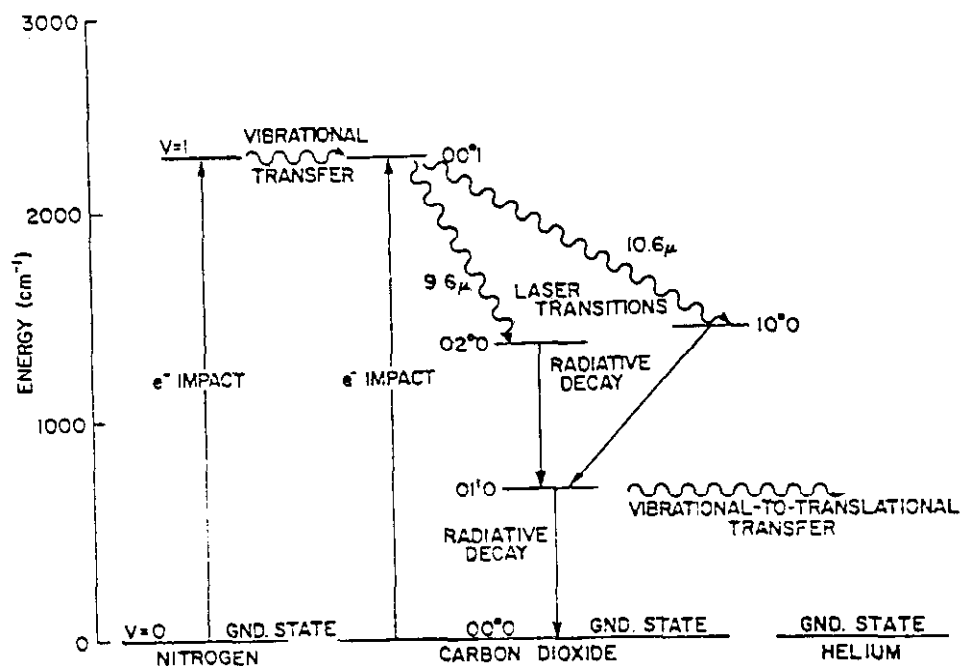 3000
2000
1000
0
ENERGY (cm⁻¹)
V=1
VIBRATIONAL
TRANSFER
00°1
10.6μ
9.6μ
LASER
TRANSITIONS
10°0
02°0
RADIATIVE
DECAY
e⁻ IMPACT
e⁻ IMPACT
01¹0
VIBRATIONAL-TO-TRANSLATIONAL
TRANSFER
RADIATIVE
DECAY
V=0
GND. STATE
00°0
GND. STATE
GND. STATE
NITROGEN
CARBON DIOXIDE
HELIUM